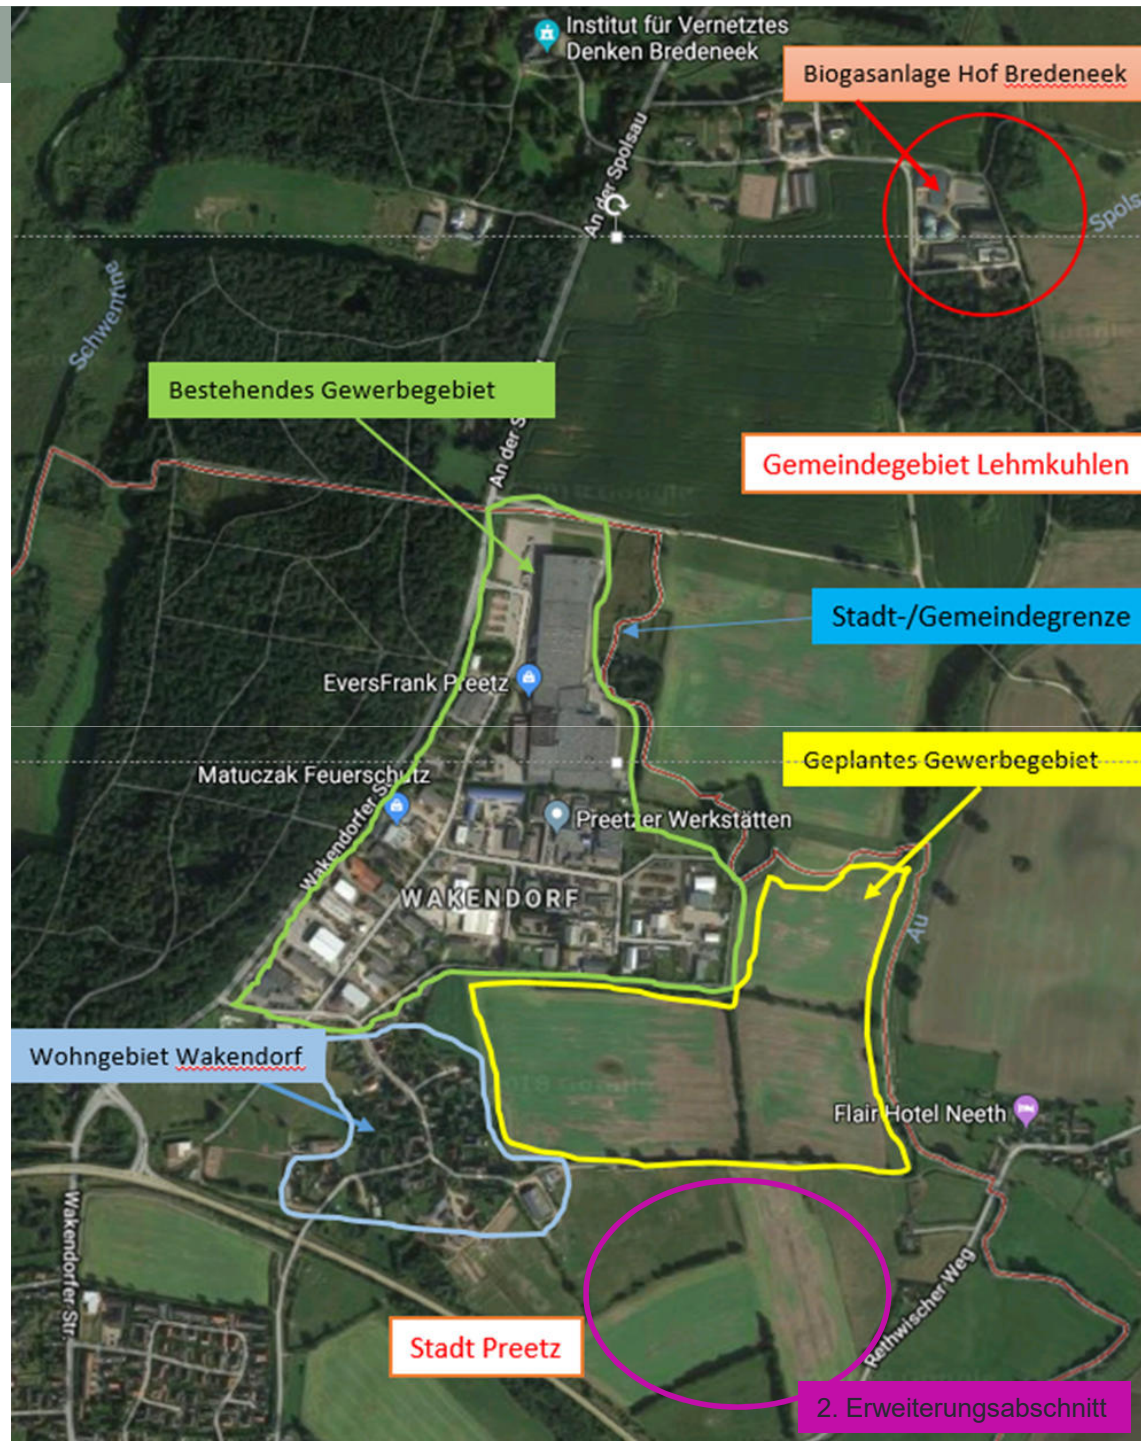 Institut für Vernetztes
Denken Bredeneek
Biogasanlage Hof Bredeneek
An der Spolsau
Spols
Schwentine
Bestehendes Gewerbegebiet
An der S
Gemeindegebiet Lehmkuhlen
Stadt-/Gemeindegrenze
EversFrank Preetz
Geplantes Gewerbegebiet
Matuczak Feuerschutz
Preetzer Werkstätten
Wakendorfer St
WAKENDORF
Au
Wohngebiet Wakendorf
Flair Hotel Neeth
Wakendorfer Str.
Rethwischer Weg
Stadt Preetz
2. Erweiterungsabschnitt